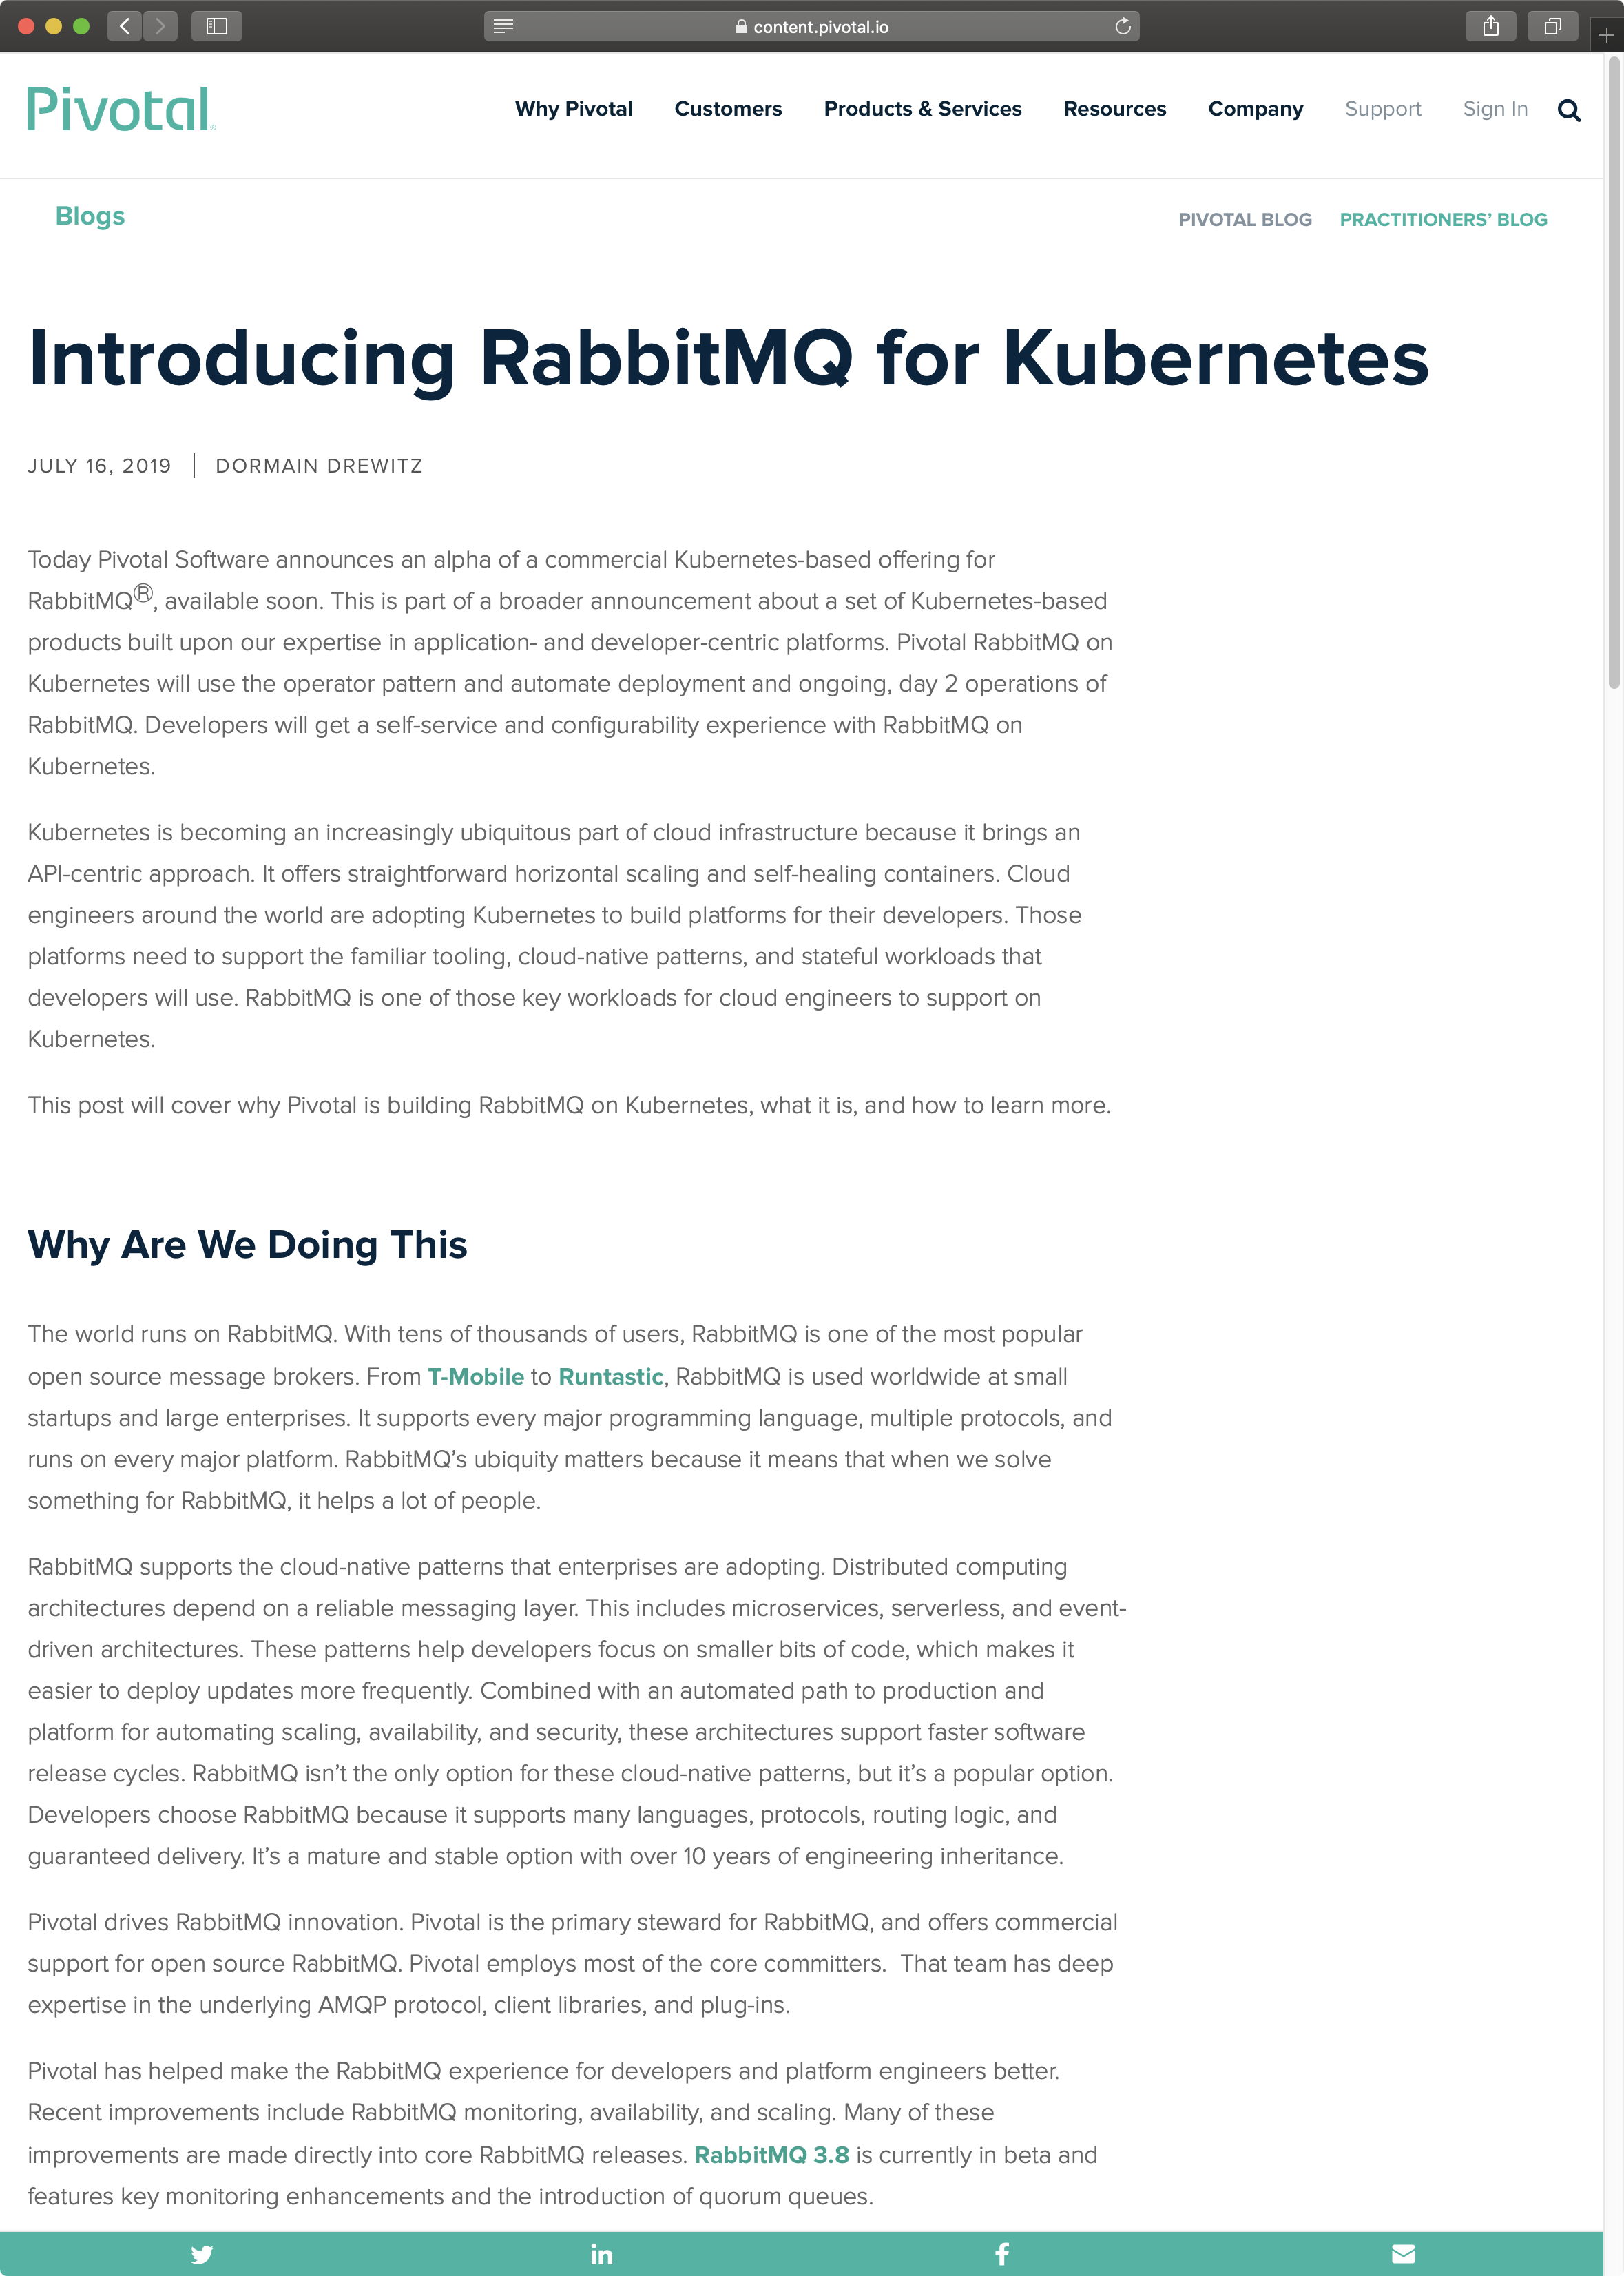 content.pivotal.io
Pivotal®
Why Pivotal Customers Products & Services Resources Company Support Sign In
Blogs
PIVOTAL BLOG PRACTITIONERS’ BLOG
Introducing RabbitMQ for Kubernetes
JULY 16, 2019 | DORMAIN DREWITZ
Today Pivotal Software announces an alpha of a commercial Kubernetes-based offering for
RabbitMQ®, available soon. This is part of a broader announcement about a set of Kubernetes-based
products built upon our expertise in application- and developer-centric platforms. Pivotal RabbitMQ on
Kubernetes will use the operator pattern and automate deployment and ongoing, day 2 operations of
RabbitMQ. Developers will get a self-service and configurability experience with RabbitMQ on
Kubernetes.
Kubernetes is becoming an increasingly ubiquitous part of cloud infrastructure because it brings an
API-centric approach. It offers straightforward horizontal scaling and self-healing containers. Cloud
engineers around the world are adopting Kubernetes to build platforms for their developers. Those
platforms need to support the familiar tooling, cloud-native patterns, and stateful workloads that
developers will use. RabbitMQ is one of those key workloads for cloud engineers to support on
Kubernetes.
This post will cover why Pivotal is building RabbitMQ on Kubernetes, what it is, and how to learn more.
Why Are We Doing This
The world runs on RabbitMQ. With tens of thousands of users, RabbitMQ is one of the most popular
open source message brokers. From T-Mobile to Runtastic, RabbitMQ is used worldwide at small
startups and large enterprises. It supports every major programming language, multiple protocols, and
runs on every major platform. RabbitMQ’s ubiquity matters because it means that when we solve
something for RabbitMQ, it helps a lot of people.
RabbitMQ supports the cloud-native patterns that enterprises are adopting. Distributed computing
architectures depend on a reliable messaging layer. This includes microservices, serverless, and event-
driven architectures. These patterns help developers focus on smaller bits of code, which makes it
easier to deploy updates more frequently. Combined with an automated path to production and
platform for automating scaling, availability, and security, these architectures support faster software
release cycles. RabbitMQ isn’t the only option for these cloud-native patterns, but it’s a popular option.
Developers choose RabbitMQ because it supports many languages, protocols, routing logic, and
guaranteed delivery. It’s a mature and stable option with over 10 years of engineering inheritance.
Pivotal drives RabbitMQ innovation. Pivotal is the primary steward for RabbitMQ, and offers commercial
support for open source RabbitMQ. Pivotal employs most of the core committers.  That team has deep
expertise in the underlying AMQP protocol, client libraries, and plug-ins.
Pivotal has helped make the RabbitMQ experience for developers and platform engineers better.
Recent improvements include RabbitMQ monitoring, availability, and scaling. Many of these
improvements are made directly into core RabbitMQ releases. RabbitMQ 3.8 is currently in beta and
features key monitoring enhancements and the introduction of quorum queues.